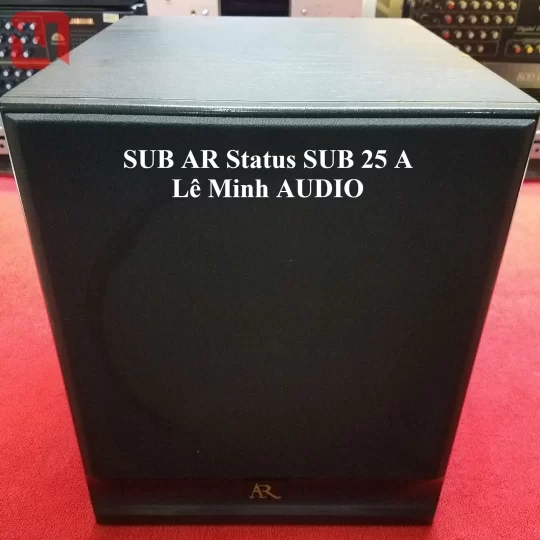 SUB AR Status SUB 25 A
Lê Minh AUDIO
AR